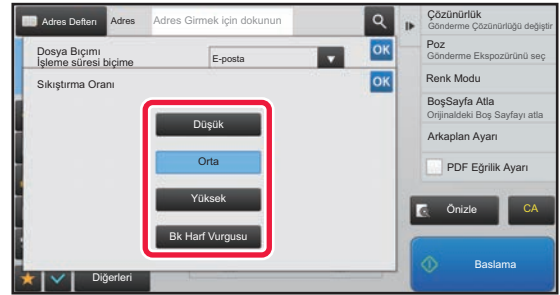 Adres Defteri Adres Adres Girmek için dokunun
Dosya Bıçımı
İşleme süresi biçime
E-posta
OK
Sıkıştırma Oranı
OK
Düşük
Orta
Yüksek
Bk Harf Vurgusu
Diğerleri
Çözünürlük
Gönderme Çözünürlüğü değiştir
Poz
Gönderme Ekspozürünü seç
Renk Modu
BoşSayfa Atla
Orijinaldeki Boş Sayfayı atla
Arkaplan Ayarı
PDF Eğrilik Ayarı
Önizle
CA
Baslama